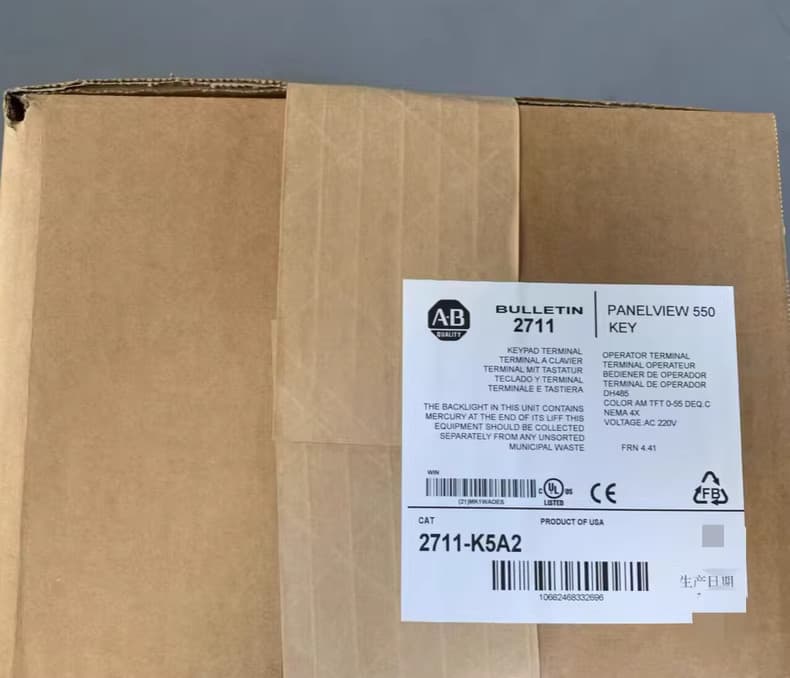 A-B
QUALITY
BULLETIN
2711
PANELVIEW 550
KEY
KEYPAD TERMINAL
TERMINAL A CLAVIER
TERMINAL MIT TASTATUR
TECLADO Y TERMINAL
TERMINALE E TASTIERA
THE BACKLIGHT IN THIS UNIT CONTAINS
MERCURY AT THE END OF ITS LIFF THIS
EQUIPMENT SHOULD BE COLLECTED
SEPARATELY FROM ANY UNSORTED
MUNICIPAL WASTE
OPERATOR TERMINAL
TERMINAL OPERATEUR
BEDIENER DE OPERADOR
TERMINAL DE OPERADOR
DH485
COLOR AM TFT 0-55 DEQ.C
NEMA 4X
VOLTAGE:AC 220V
FRN 4.41
WIN
(21)MK1WADES
C UL US
LISTED
CE
FB
CAT
PRODUCT OF USA
2711-K5A2
10662468332696
生产日期